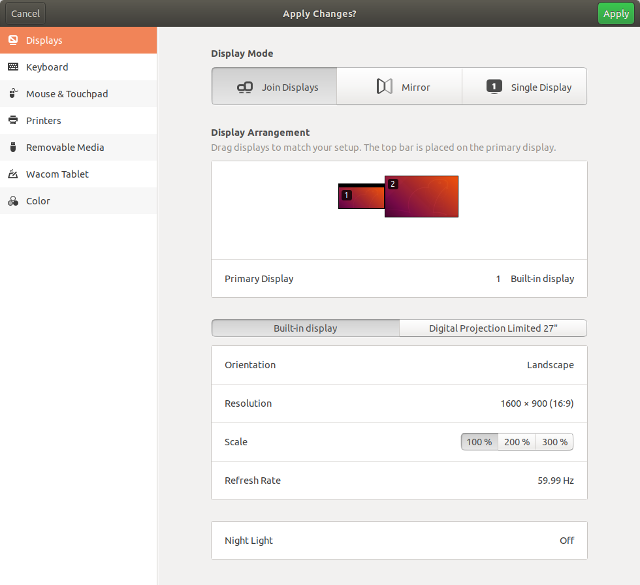 Cancel
Apply Changes?
Apply
Displays
Keyboard
Mouse & Touchpad
Printers
Removable Media
Wacom Tablet
Color
Display Mode
Join Displays
Mirror
1
Single Display
Display Arrangement
Drag displays to match your setup. The top bar is placed on the primary display.
1
2
Primary Display
1 Built-in display
Built-in display
Digital Projection Limited 27"
Orientation
Landscape
Resolution
1600 × 900 (16:9)
Scale
100 %
200 %
300 %
Refresh Rate
59.99 Hz
Night Light
Off